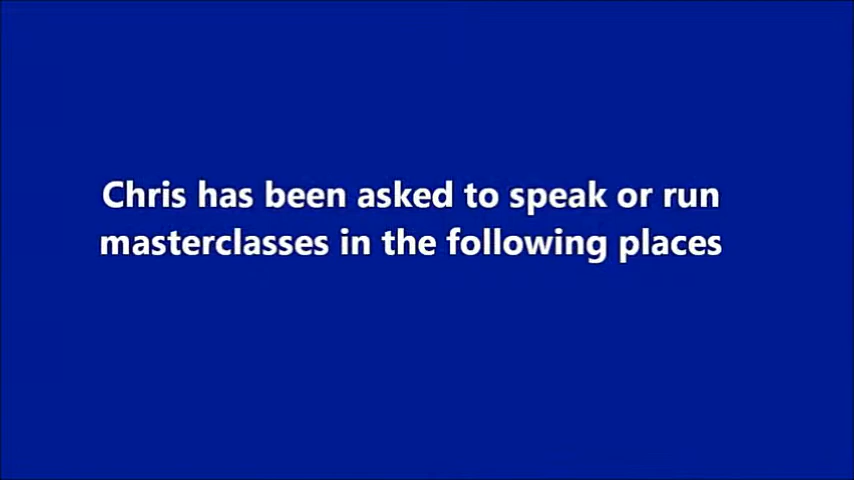 Chris has been asked to speak or run
masterclasses in the following places